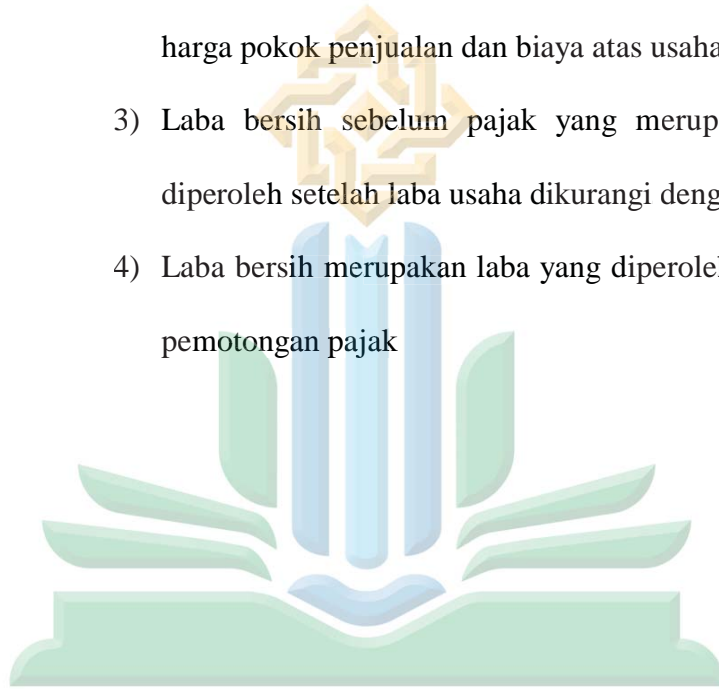 harga pokok penjualan dan biaya atas usaha
3) Laba bersih sebelum pajak yang merup
diperoleh setelah laba usaha dikurangi deng
4) Laba bersih merupakan laba yang diperoleh
pemotongan pajak